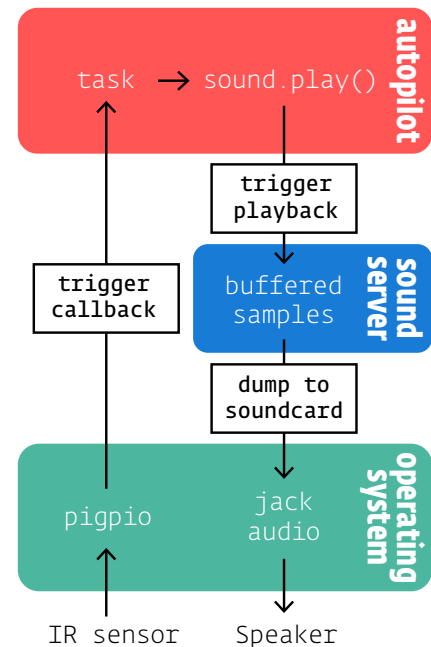 autopilot
task
sound.play()
trigger
playback
sound
server
buffered
samples
trigger
callback
dump to
soundcard
operating
system
pigpio
jack
audio
IR sensor
Speaker